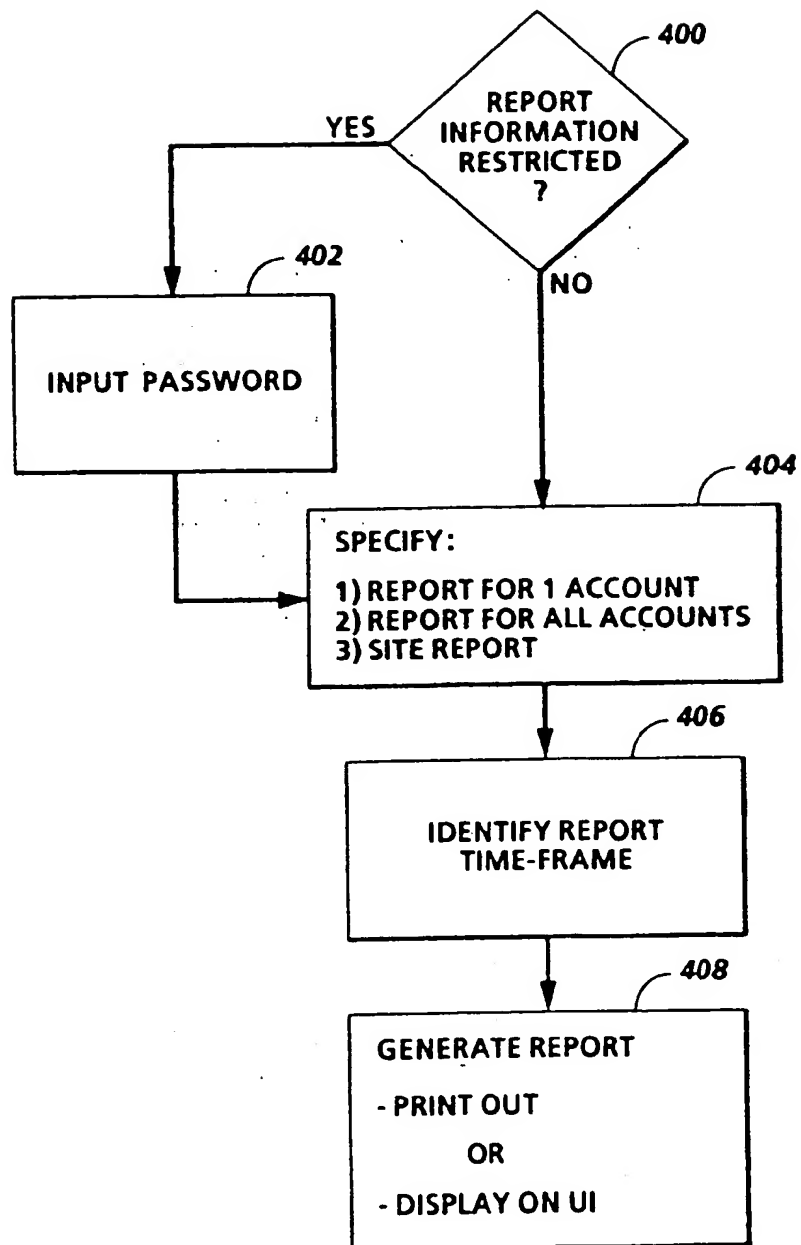 400
REPORT
INFORMATION
RESTRICTED
?
YES
NO
402
INPUT PASSWORD
404
SPECIFY:
1) REPORT FOR 1 ACCOUNT
2) REPORT FOR ALL ACCOUNTS
3) SITE REPORT
406
IDENTIFY REPORT
TIME-FRAME
408
GENERATE REPORT
- PRINT OUT
OR
- DISPLAY ON UI